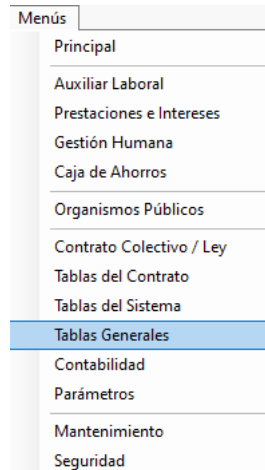 Menús
Principal
Auxiliar Laboral
Prestaciones e Intereses
Gestión Humana
Caja de Ahorros
Organismos Públicos
Contrato Colectivo / Ley
Tablas del Contrato
Tablas del Sistema
Tablas Generales
Contabilidad
Parámetros
Mantenimiento
Seguridad